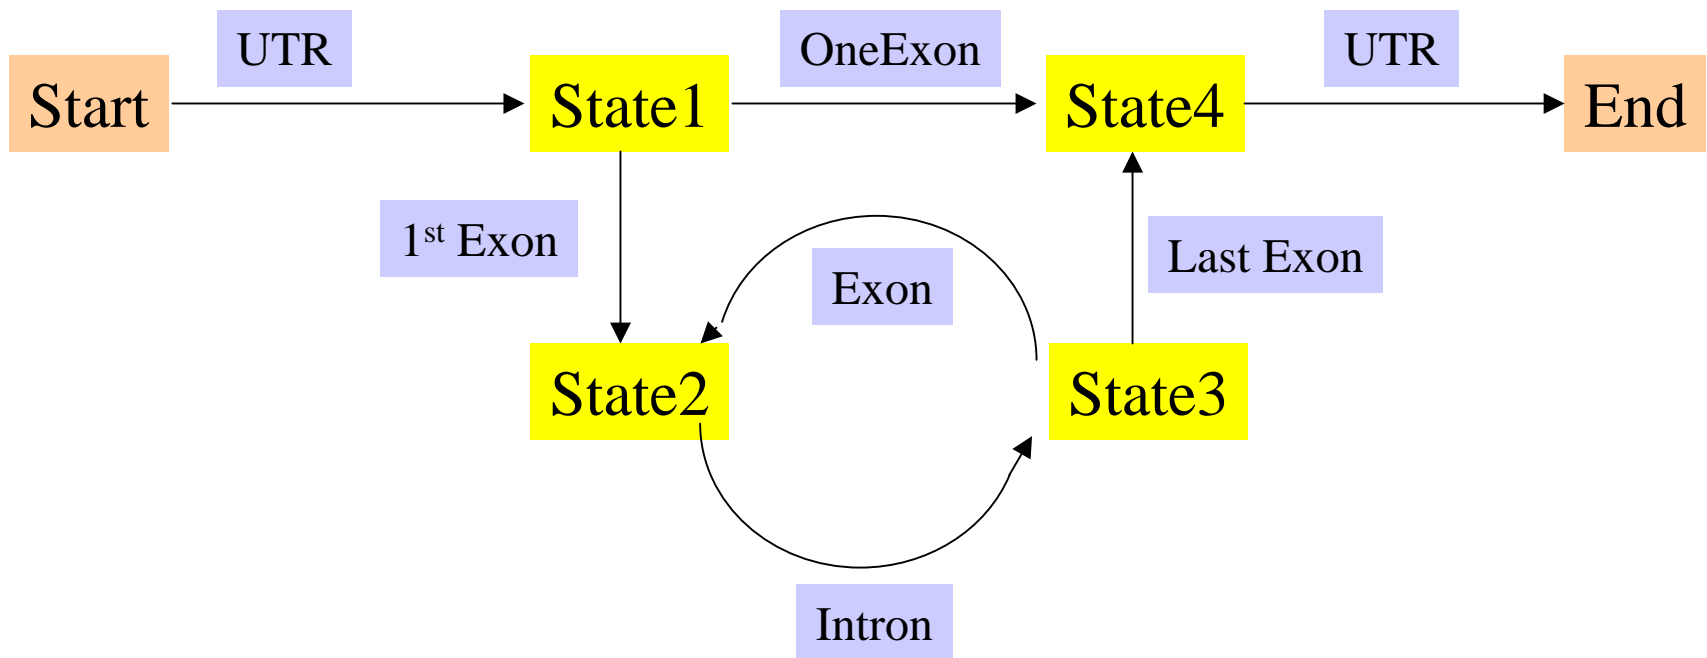 UTR
OneExon
UTR
Start
State1
State4
End
1st Exon
Last Exon
Exon
State2
State3
Intron